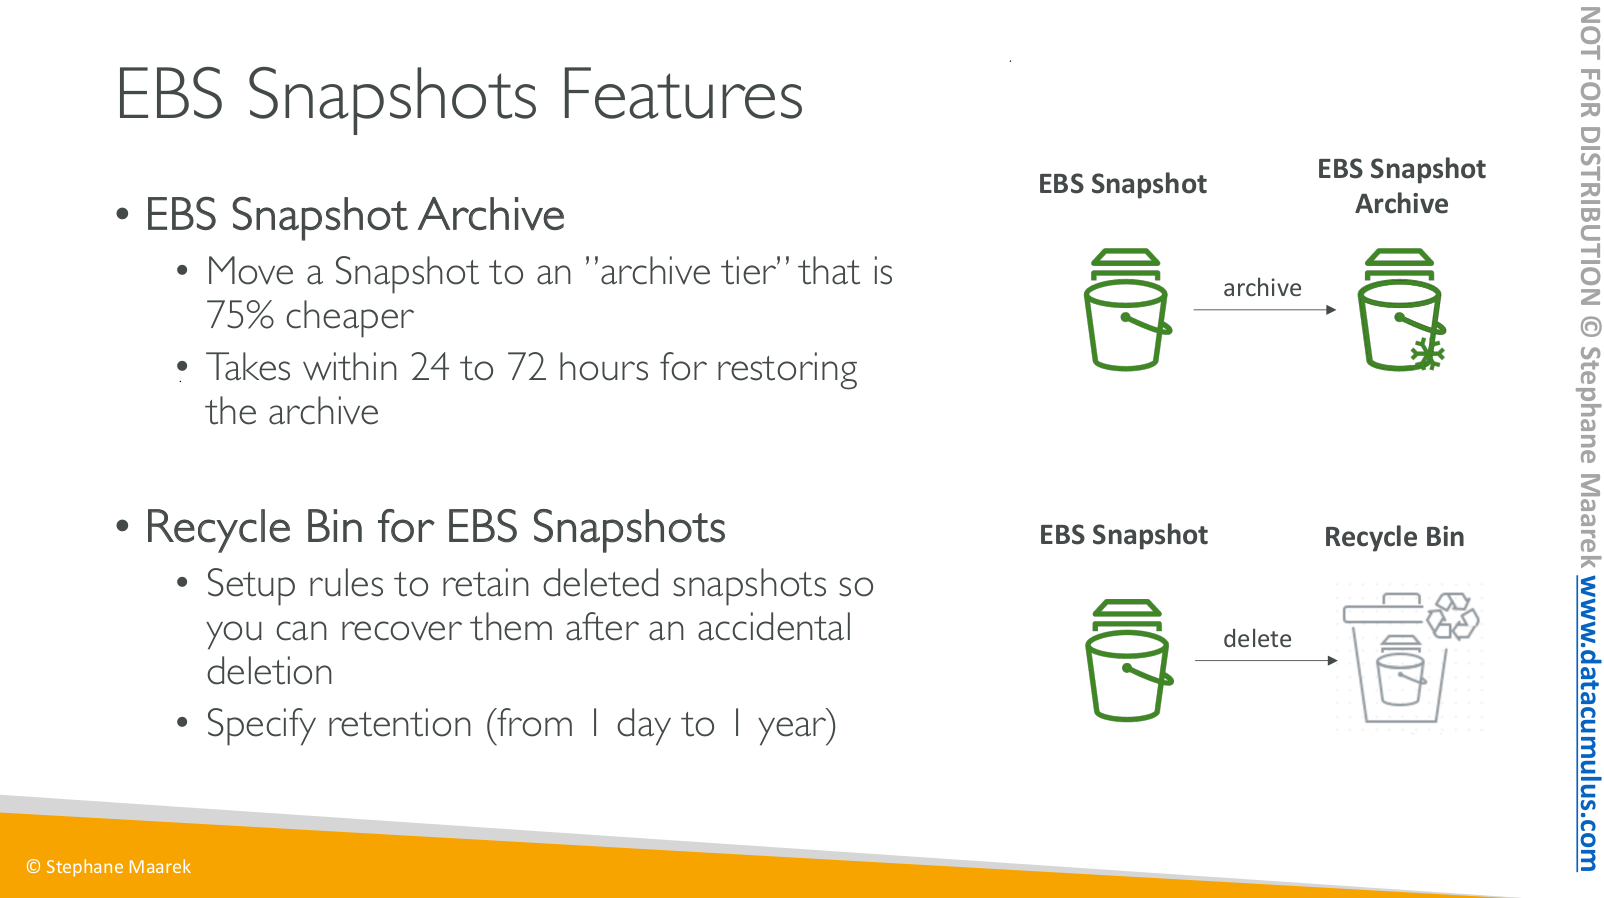 EBS Snapshots Features
• EBS Snapshot Archive
• Move a Snapshot to an ”archive tier” that is
75% cheaper
• Takes within 24 to 72 hours for restoring
the archive
• Recycle Bin for EBS Snapshots
• Setup rules to retain deleted snapshots so
you can recover them after an accidental
deletion
• Specify retention (from 1 day to 1 year)
EBS Snapshot
EBS Snapshot
Archive
archive
EBS Snapshot
Recycle Bin
delete
© Stephane Maarek
NOT FOR DISTRIBUTION © Stephane Maarek www.datacumulus.com